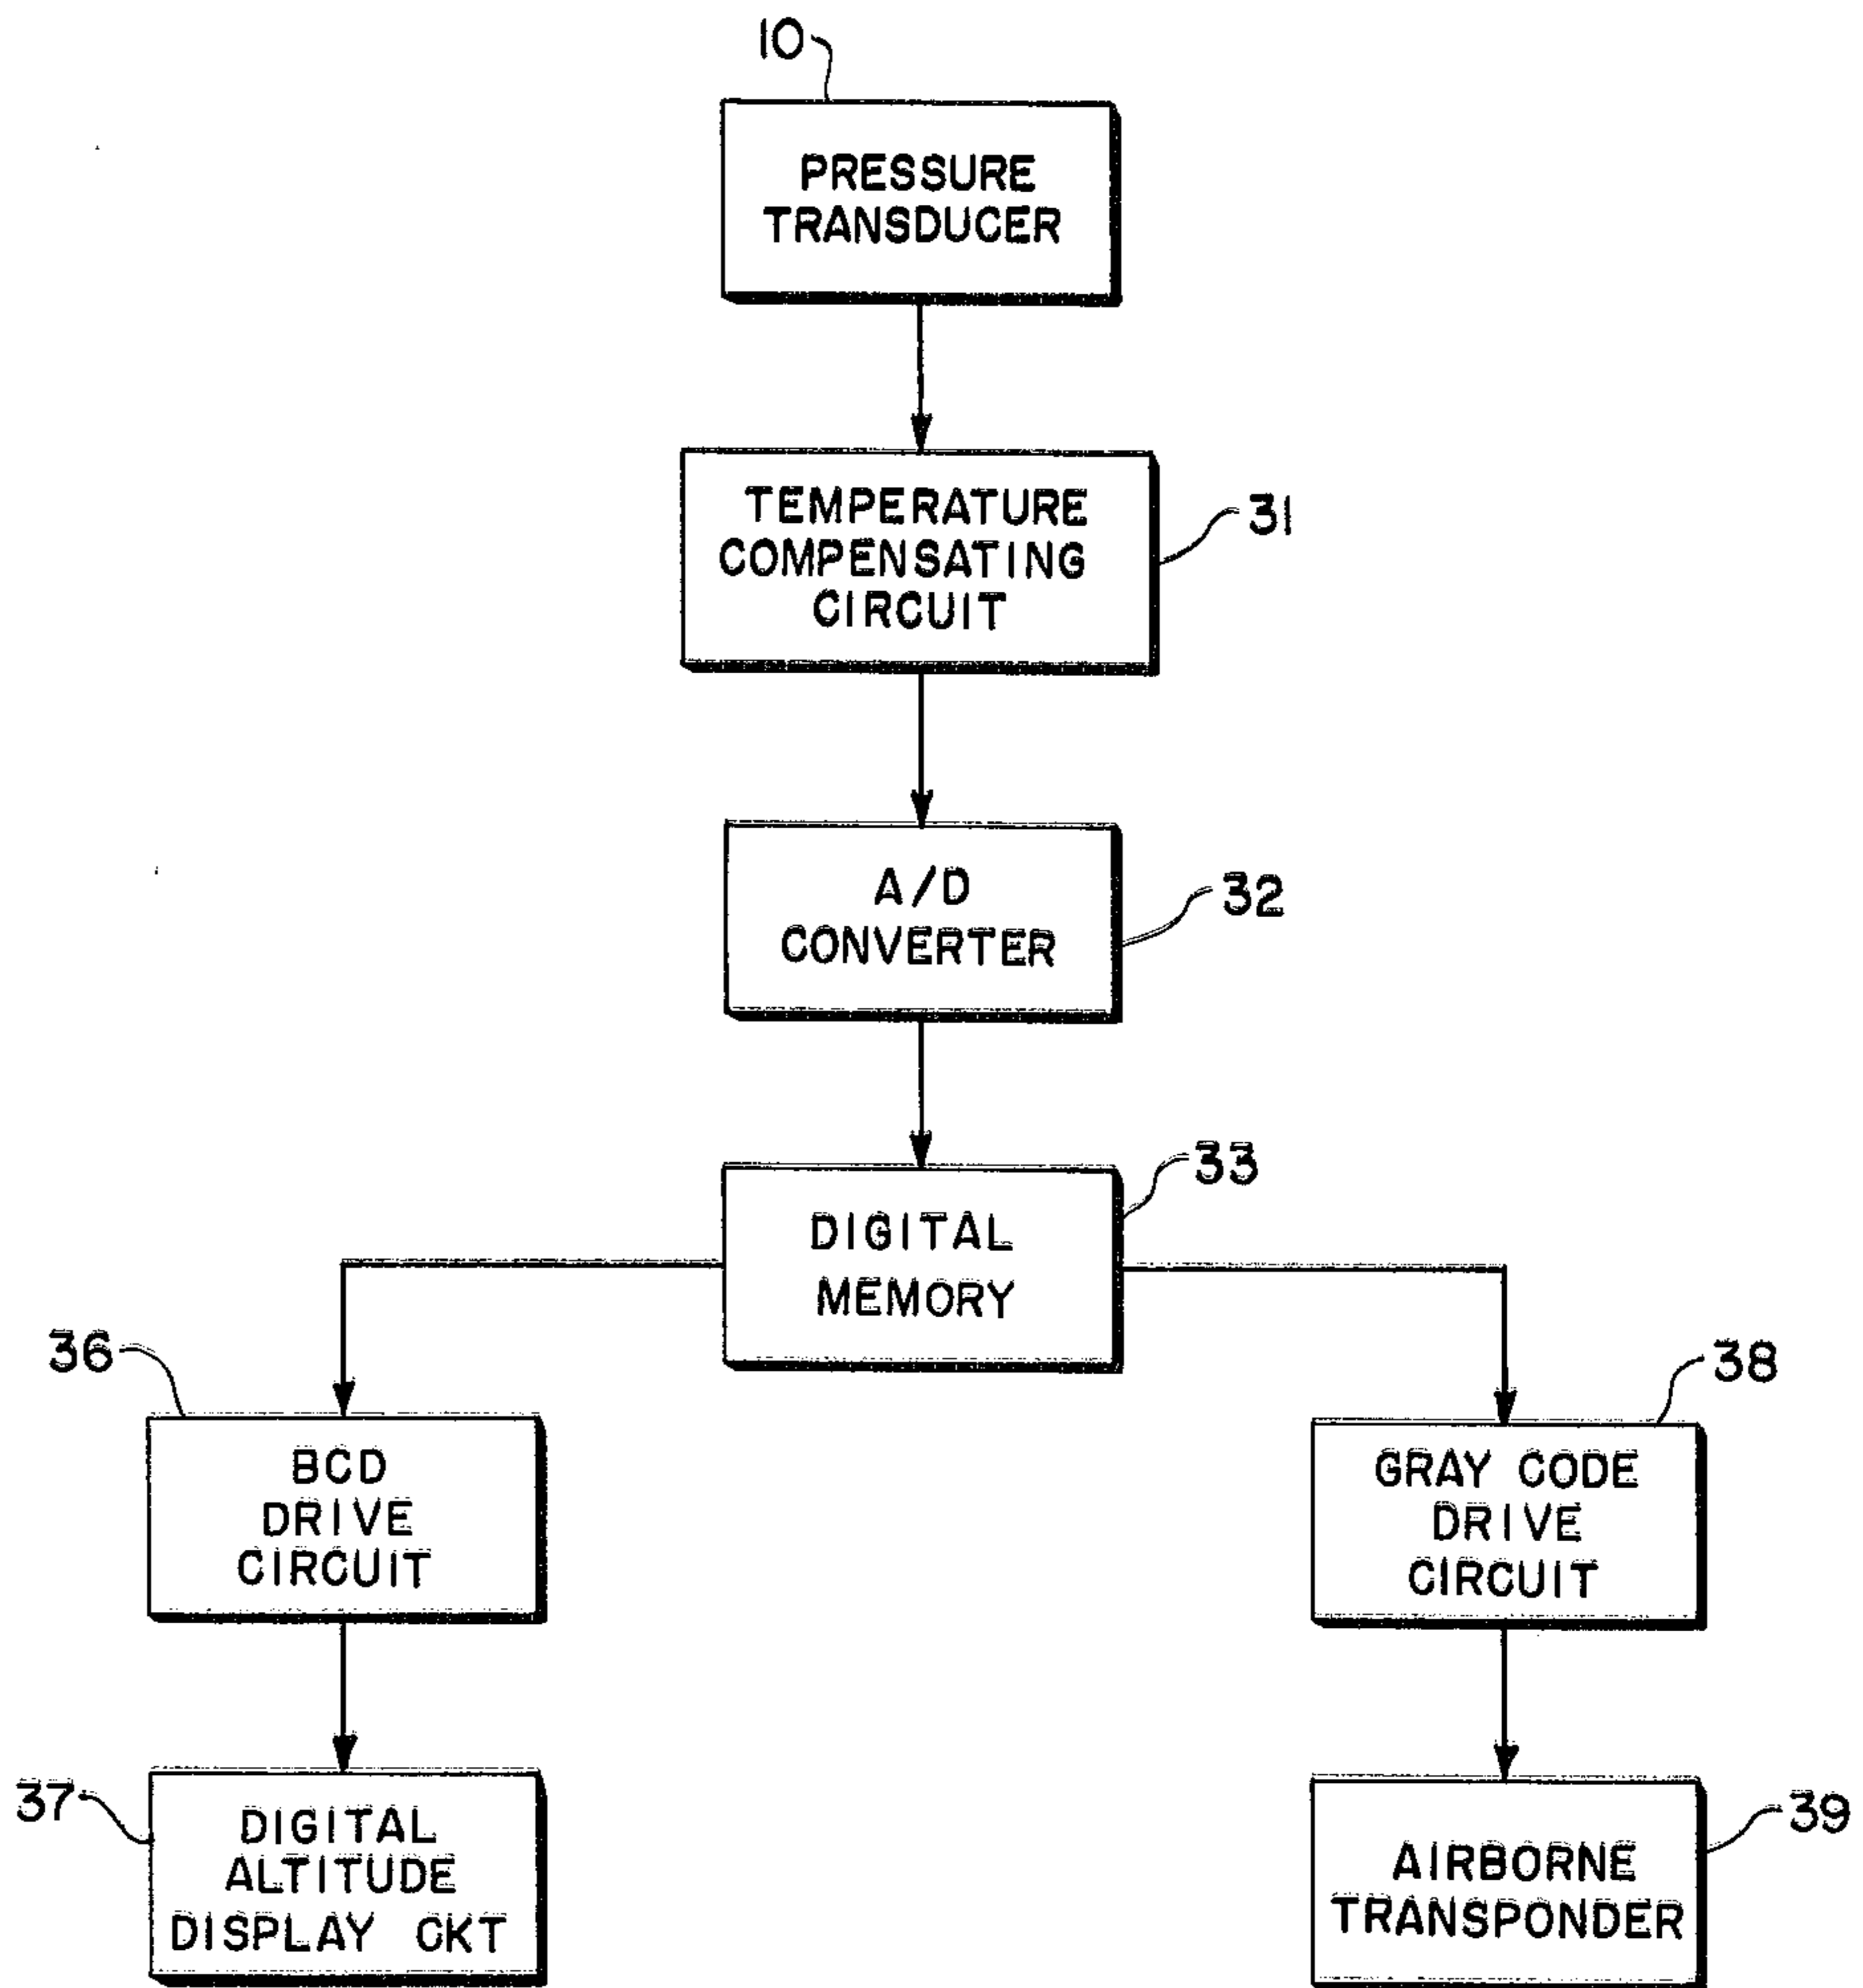 10
PRESSURE
TRANSDUCER
TEMPERATURE
COMPENSATING
CIRCUIT
31
A/D
CONVERTER
32
DIGITAL
MEMORY
33
36
BCD
DRIVE
CIRCUIT
38
GRAY CODE
DRIVE
CIRCUIT
37
DIGITAL
ALTITUDE
DISPLAY CKT
39
AIRBORNE
TRANSPONDER